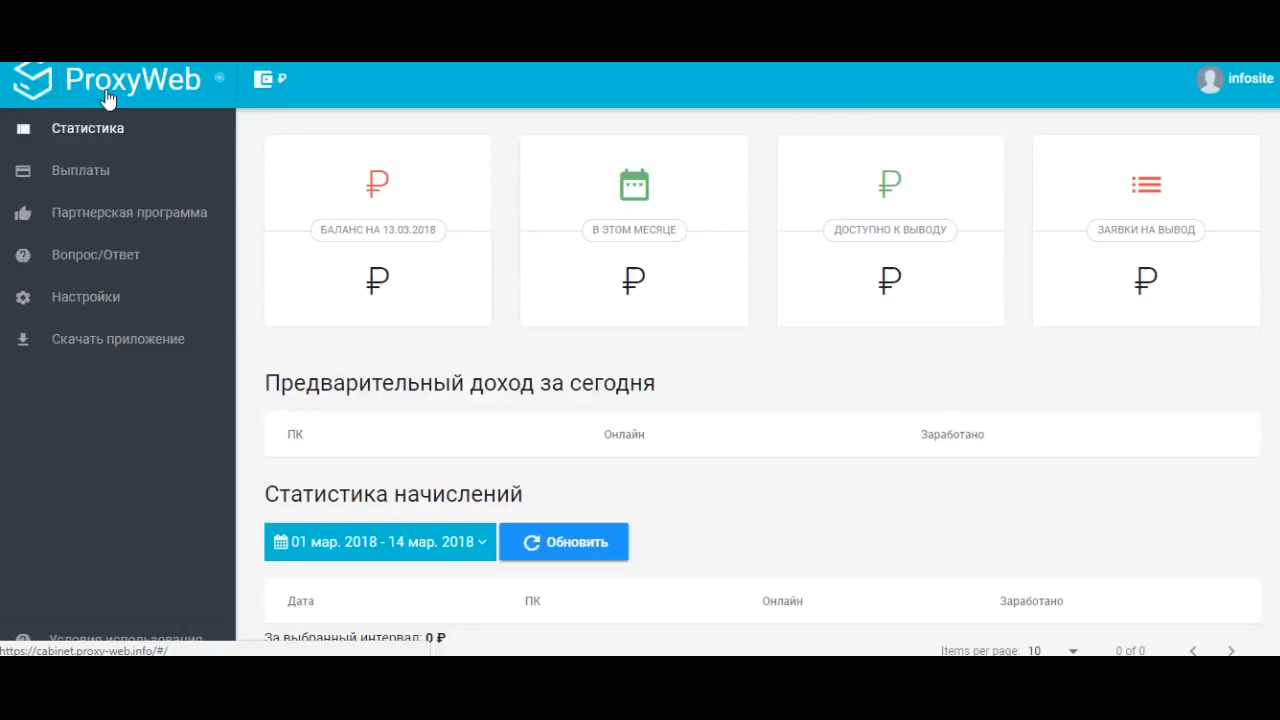 ProxyWeb
₽
infosite
Статистика
Выплаты
Партнерская программа
Вопрос/Ответ
Настройки
Скачать приложение
Условия использования
https://cabinet.proxy-web.info/#/
₽
БАЛАНС НА 13.03.2018
₽
В ЭТОМ МЕСЯЦЕ
₽
₽
ДОСТУПНО К ВЫВОДУ
₽
ЗАЯВКИ НА ВЫВОД
₽
Предварительный доход за сегодня
ПК Онлайн Заработано
Статистика начислений
01 мар. 2018 - 14 мар. 2018 Обновить
Дата ПК Онлайн Заработано
За выбранный интервал: 0 ₽
Items per page: 10 0 of 0